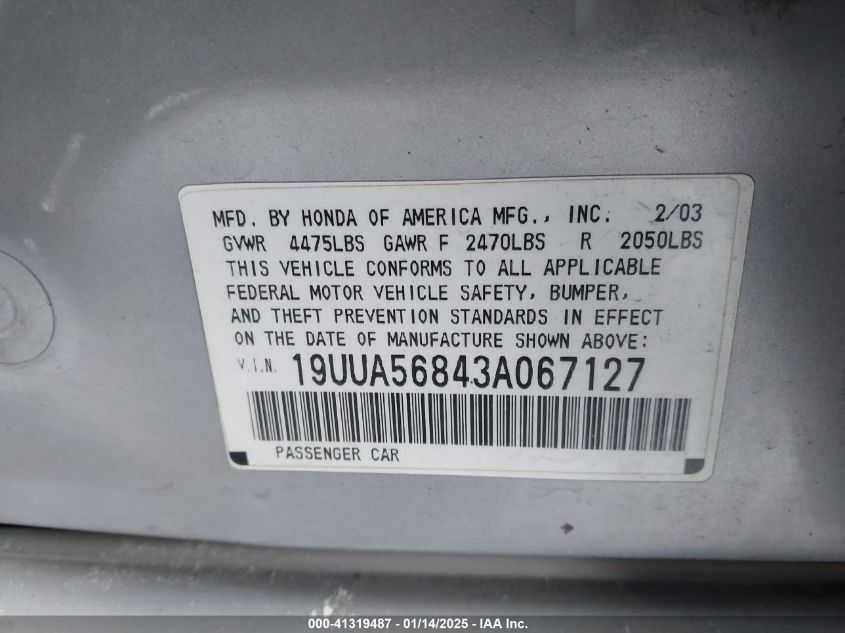 MFD. BY HONDA OF AMERICA MFG., INC. 2/03
GVWR 4475LBS GAWR F 2470LBS R 2050LBS
THIS VEHICLE CONFORMS TO ALL APPLICABLE
FEDERAL MOTOR VEHICLE SAFETY, BUMPER,
AND THEFT PREVENTION STANDARDS IN EFFECT
ON THE DATE OF MANUFACTURE SHOWN ABOVE:
V.I.N. 19UUA56843A067127
PASSENGER CAR
000-41319487 - 01/14/2025 - IAA Inc.